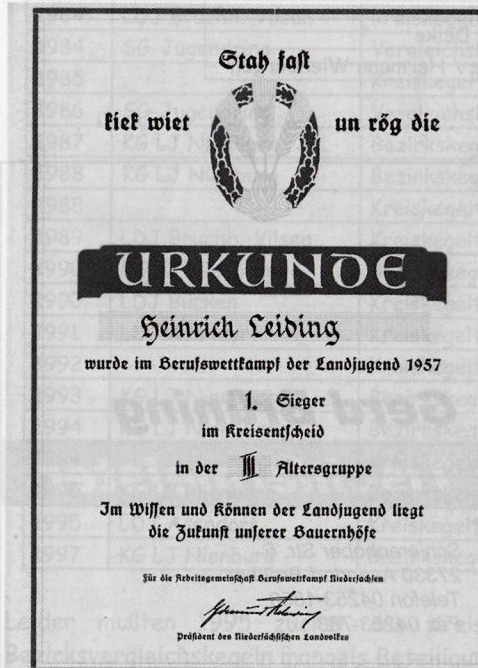 Stah fast
kiek wiet un rög die
URKUNDE
Heinrich Leiding
wurde im Berufswettkampf der Landjugend 1957
1. Sieger
im Kreisentscheid
in der III Altersgruppe
Im Wissen und Können der Landjugend liegt
die Zukunft unserer Bauernhöfe
Für die Arbeitsgemeinschaft Berufswettkampf Niedersachsen
Präsident des Niedersächsischen Landvolkes